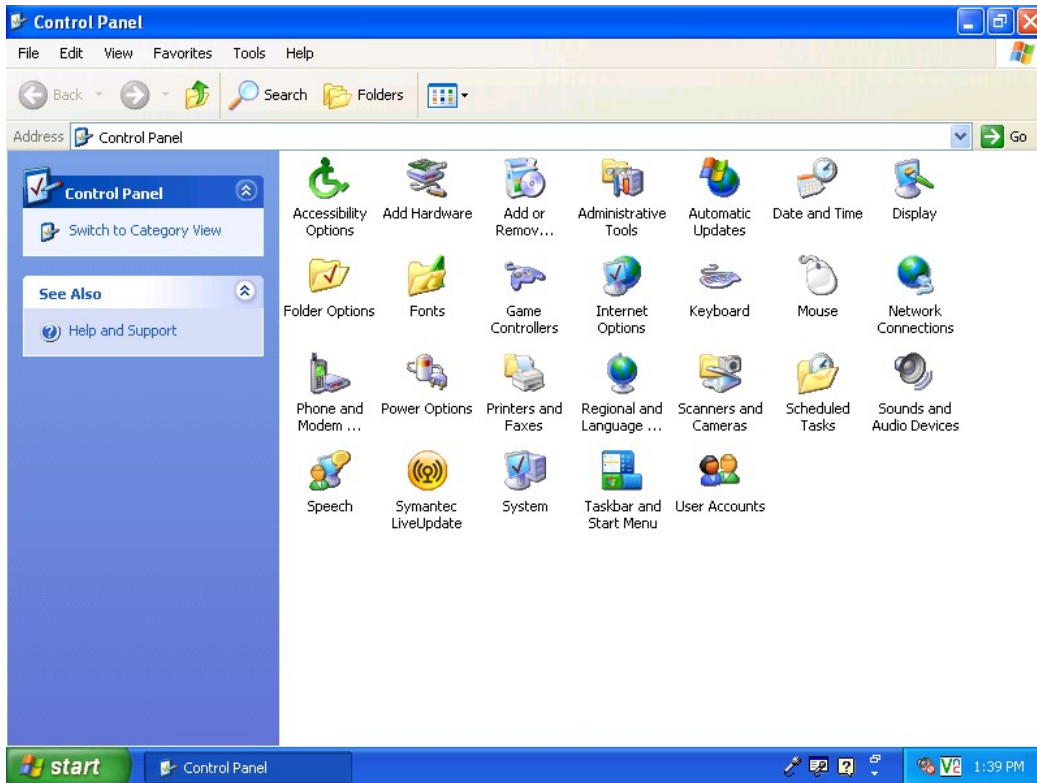 Control Panel
File Edit View Favorites Tools Help
Back Search Folders
Address Control Panel Go
Control Panel
Switch to Category View
See Also
Help and Support
Accessibility Options
Add Hardware
Add or Remov...
Administrative Tools
Automatic Updates
Date and Time
Display
Folder Options
Fonts
Game Controllers
Internet Options
Keyboard
Mouse
Network Connections
Phone and Modem ...
Power Options
Printers and Faxes
Regional and Language ...
Scanners and Cameras
Scheduled Tasks
Sounds and Audio Devices
Speech
Symantec LiveUpdate
System
Taskbar and Start Menu
User Accounts
start Control Panel 1:39 PM